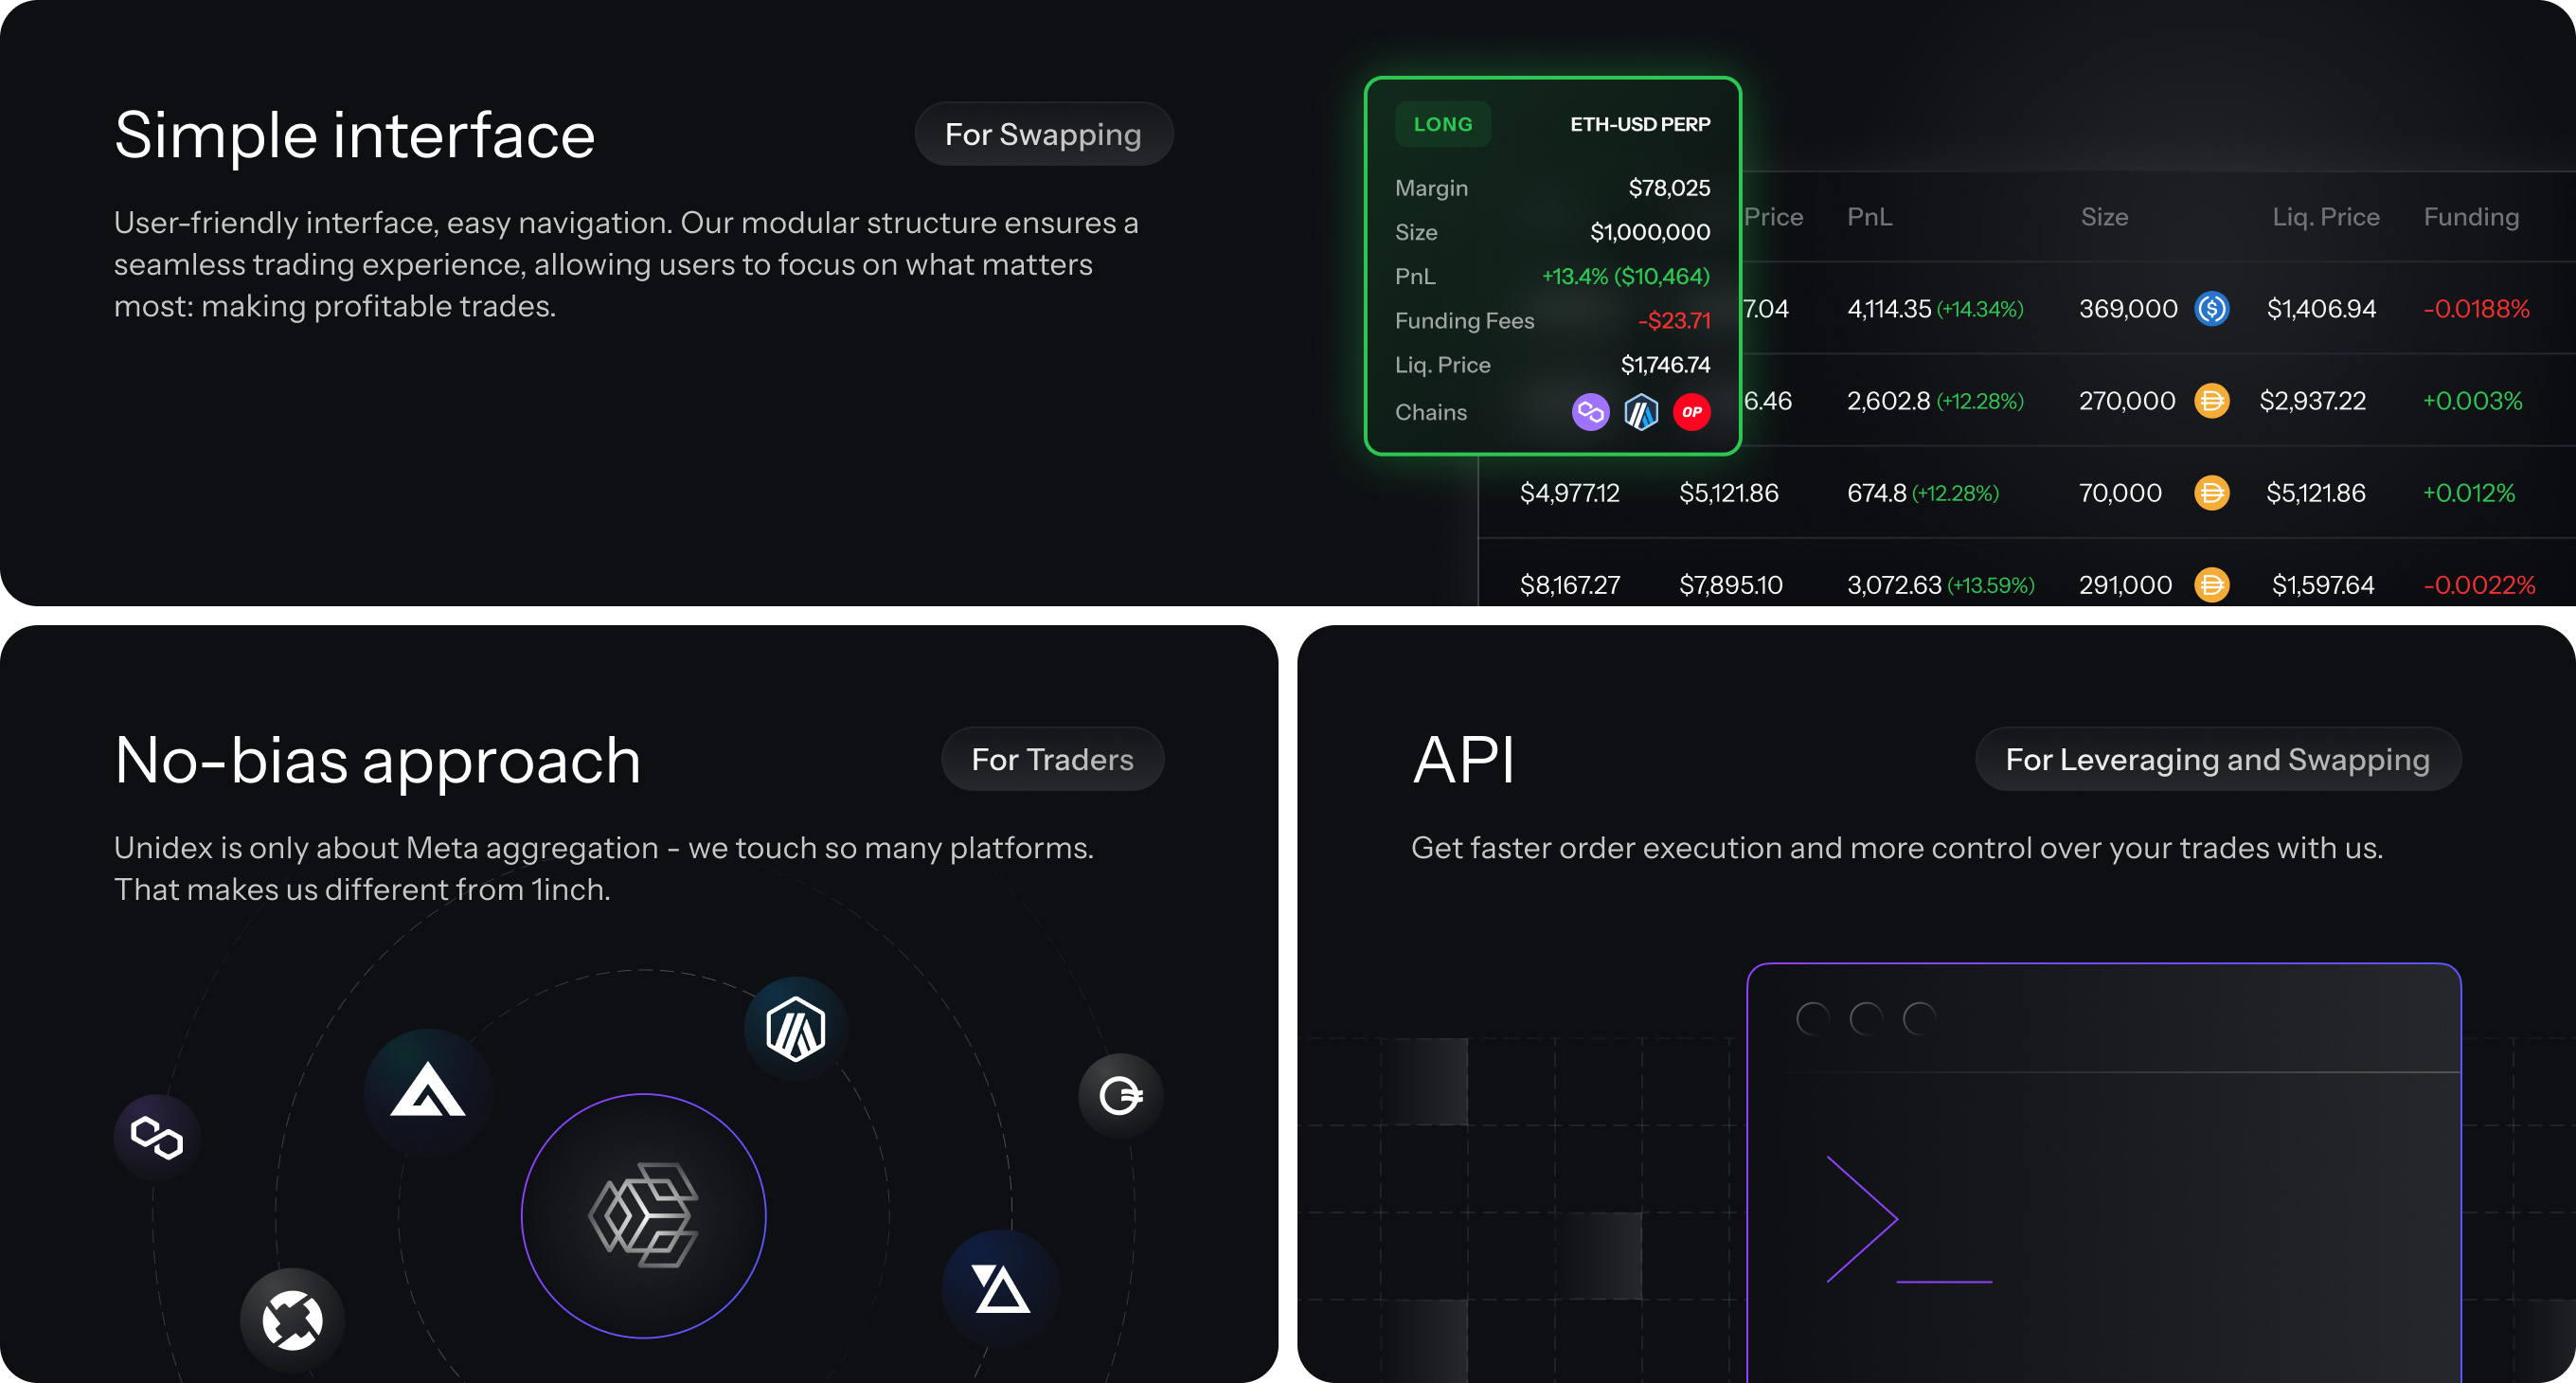 Simple interface
For Swapping
User-friendly interface, easy navigation. Our modular structure ensures a
seamless trading experience, allowing users to focus on what matters
most: making profitable trades.
LONG ETH-USD PERP
Margin $78,025
Size $1,000,000
PnL +13.4% ($10,464)
Funding Fees -$23.71
Liq. Price $1,746.74
Chains OP
Price PnL Size Liq. Price Funding
7.04 4,114.35 (+14.34%) 369,000 $1,406.94 -0.0188%
6.46 2,602.8 (+12.28%) 270,000 $2,937.22 +0.003%
$4,977.12 $5,121.86 674.8 (+12.28%) 70,000 $5,121.86 +0.012%
$8,167.27 $7,895.10 3,072.63 (+13.59%) 291,000 $1,597.64 -0.0022%
No-bias approach
For Traders
Unidex is only about Meta aggregation - we touch so many platforms.
That makes us different from 1inch.
API
For Leveraging and Swapping
Get faster order execution and more control over your trades with us.